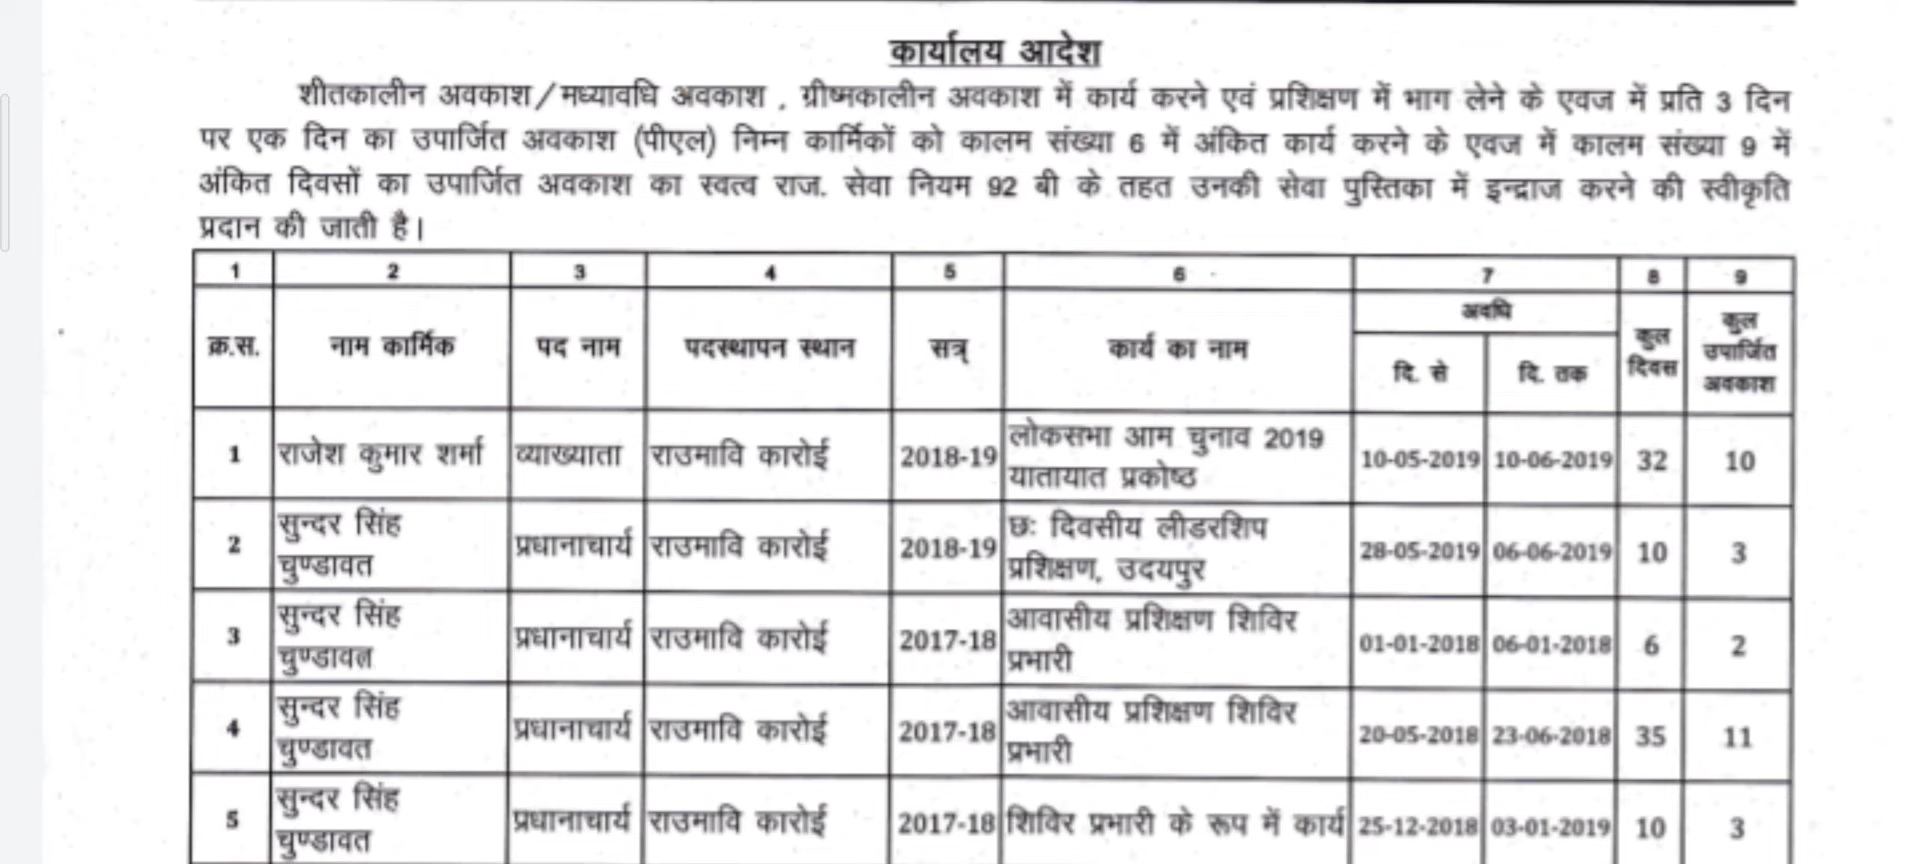 कार्यालय आदेश
शीतकालीन अवकाश/मध्यावधि अवकाश , ग्रीष्मकालीन अवकाश में कार्य करने एवं प्रशिक्षण में भाग लेने के एवज में प्रति 3 दिन
पर एक दिन का उपार्जित अवकाश (पीएल) निम्न कार्मिकों को कालम संख्या 6 में अंकित कार्य करने के एवज में कालम संख्या 9 में
अंकित दिवसों का उपार्जित अवकाश का स्वत्व राज. सेवा नियम 92 बी के तहत उनकी सेवा पुस्तिका में इन्द्राज करने की स्वीकृति
प्रदान की जाती है।
1 2 3 4 5 6 7 8 9
क्र.स. नाम कार्मिक पद नाम पदस्थापन स्थान सत्र् कार्य का नाम अवधि कुल दिवस कुल उपार्जित अवकाश
दि. से दि. तक
1 राजेश कुमार शर्मा व्याख्याता राउमावि कारोई 2018-19 लोकसभा आम चुनाव 2019 यातायात प्रकोष्ठ 10-05-2019 10-06-2019 32 10
2 सुन्दर सिंह चुण्डावत प्रधानाचार्य राउमावि कारोई 2018-19 छः दिवसीय लीडरशिप प्रशिक्षण, उदयपुर 28-05-2019 06-06-2019 10 3
3 सुन्दर सिंह चुण्डावत प्रधानाचार्य राउमावि कारोई 2017-18 आवासीय प्रशिक्षण शिविर प्रभारी 01-01-2018 06-01-2018 6 2
4 सुन्दर सिंह चुण्डावत प्रधानाचार्य राउमावि कारोई 2017-18 आवासीय प्रशिक्षण शिविर प्रभारी 20-05-2018 23-06-2018 35 11
5 सुन्दर सिंह चुण्डावत प्रधानाचार्य राउमावि कारोई 2017-18 शिविर प्रभारी के रूप में कार्य 25-12-2018 03-01-2019 10 3